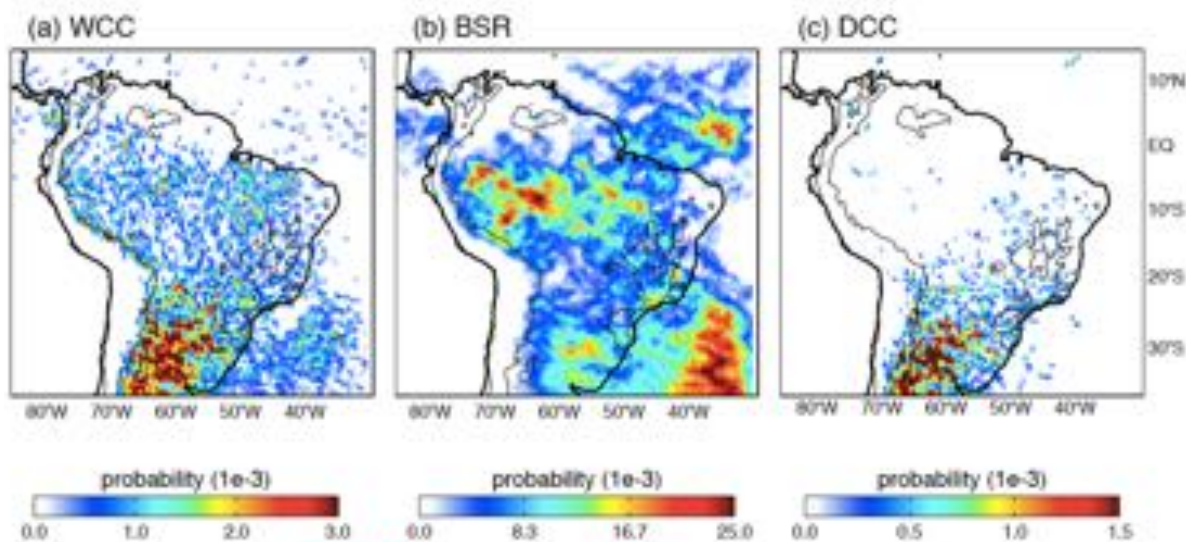 (a) WCC (b) BSR (c) DCC
10°N
EQ
10°S
20°S
30°S
80°W 70°W 60°W 50°W 40°W 80°W 70°W 60°W 50°W 40°W 80°W 70°W 60°W 50°W 40°W
probability (1e-3) probability (1e-3) probability (1e-3)
0.0 1.0 2.0 3.0 0.0 8.3 16.7 25.0 0.0 0.5 1.0 1.5